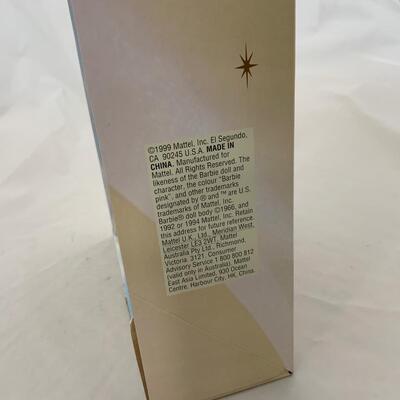 ©1999 Mattel, Inc. El Segundo,
CA 90245 U.S.A. MADE IN
CHINA. Manufactured for
Mattel. All Rights Reserved. The
likeness of the Barbie doll and
character, the colour "Barbie
pink", and other trademarks
designated by ® and ™ are U.S.
trademarks of Mattel, Inc.
Barbie® doll body ©1966, and
1992 or 1994 Mattel, Inc. Retain
this address for future reference.
Mattel U.K., Ltd., Meridian West,
Leicester LE3 2WT. Mattel
Australia Pty Ltd., Richmond,
Victoria. 3121. Consumer
Advisory Service 1 800 800 812
(valid only in Australia). Mattel
East Asia Limited, 930 Ocean
Centre, Harbour City, HK, China.